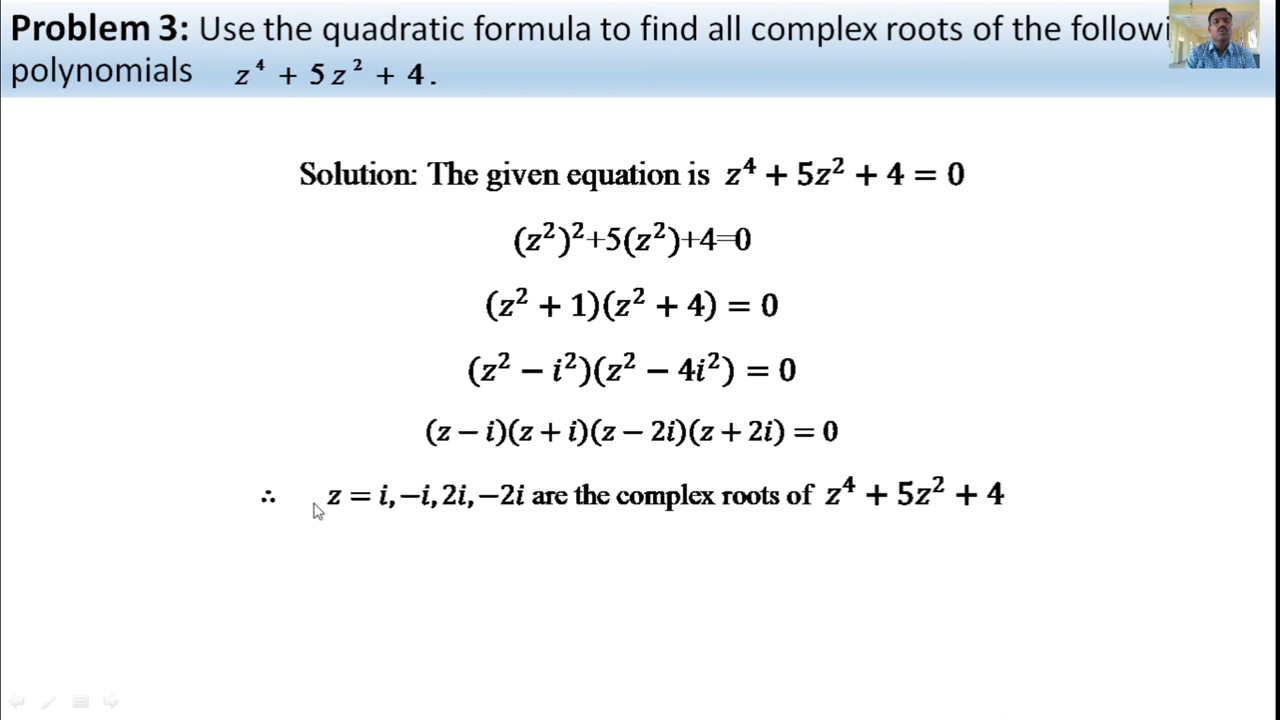 Problem 3: Use the quadratic formula to find all complex roots of the followi
polynomials z⁴ + 5z² + 4.
Solution: The given equation is z⁴ + 5z² + 4 = 0
(z²)²+5(z²)+4=0
(z² + 1)(z² + 4) = 0
(z² − i²)(z² − 4i²) = 0
(z − i)(z + i)(z − 2i)(z + 2i) = 0
∴ z = i, −i, 2i, −2i are the complex roots of z⁴ + 5z² + 4